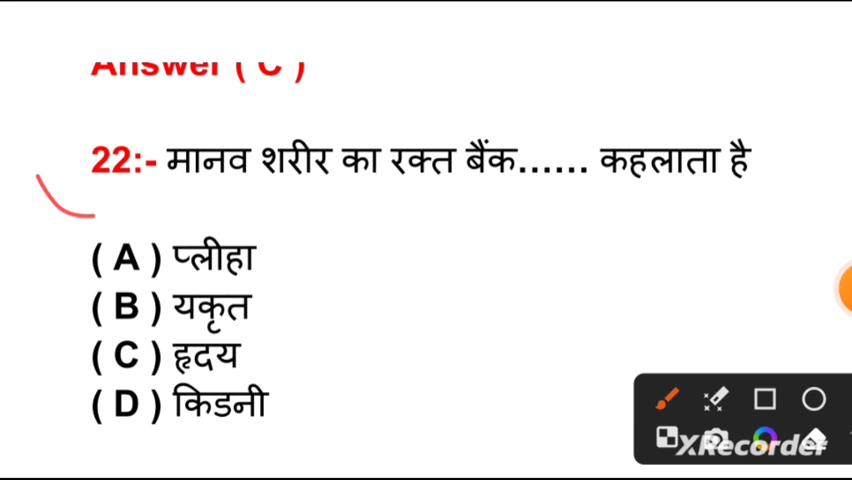 Answer ( C )
22:- मानव शरीर का रक्त बैंक...... कहलाता है
( A ) प्लीहा
( B ) यकृत
( C ) हृदय
( D ) किडनी
XRecorder